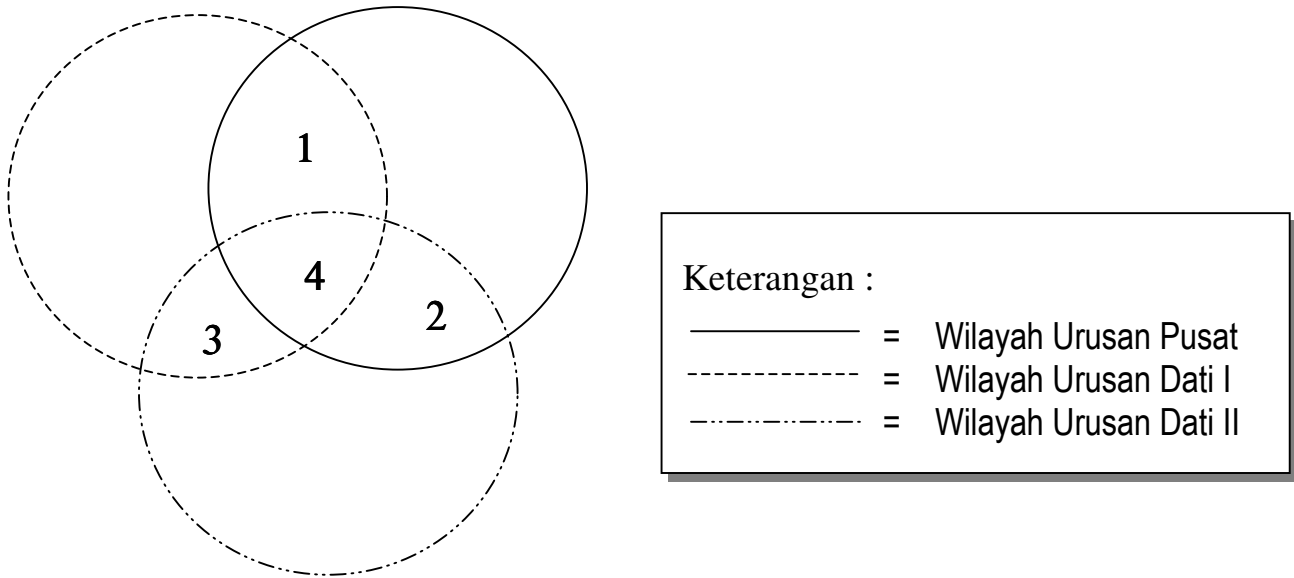 1
4
2
3
Keterangan :
= Wilayah Urusan Pusat
= Wilayah Urusan Dati I
= Wilayah Urusan Dati II